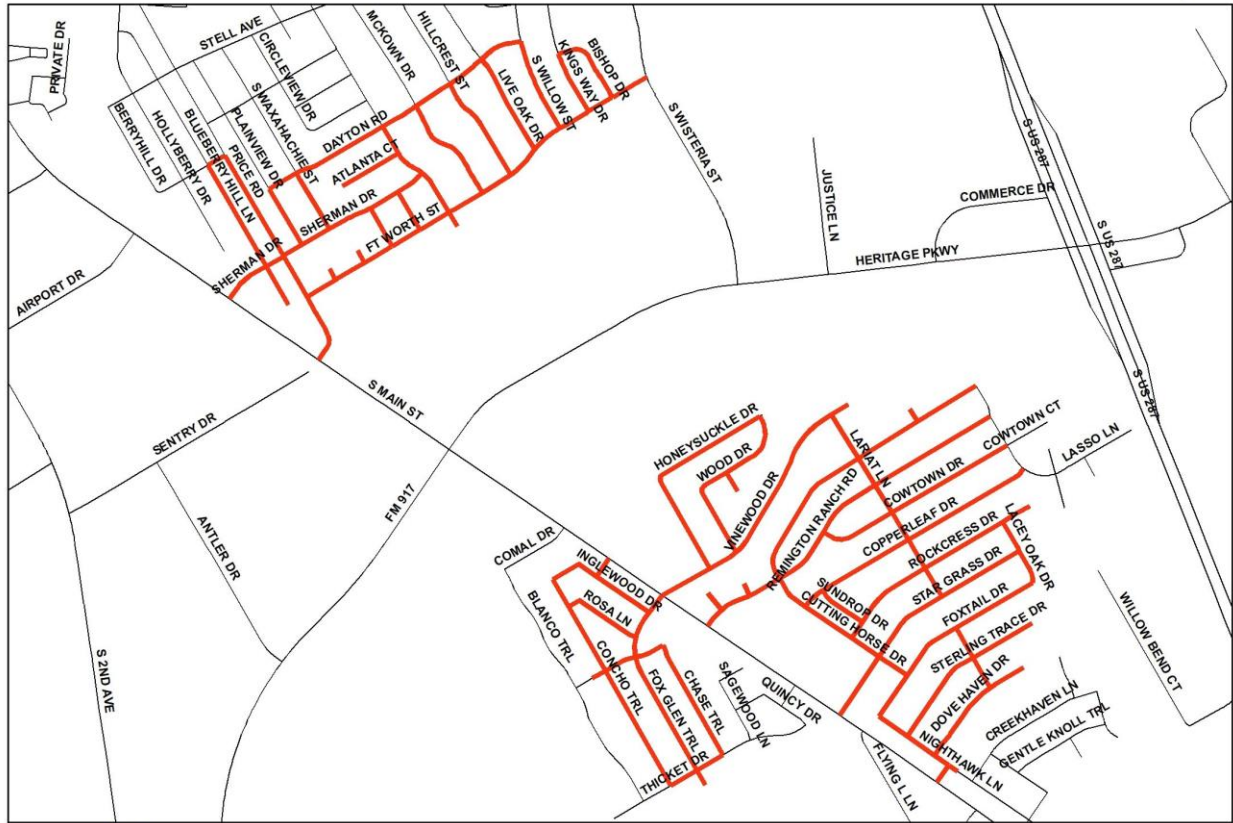 PRIVATE DR
STELL AVE
CIRCLEVIEW DR
MCKOWN DR
HILLCREST ST
LIVE OAK DR
S WILLOW ST
KINGS WAY DR
BISHOP DR
BERRYHILL DR
HOLLYBERRY DR
BLUEBERRY HILL LN
PRICE RD
PLAINVIEW DR
S WAXAHACHIE ST
DAYTON RD
ATLANTA CT
SHERMAN DR
SHERMAN DR
FT WORTH ST
S WISTERIA ST
JUSTICE LN
COMMERCE DR
HERITAGE PKWY
S US 287
S US 287
S US 287
AIRPORT DR
SENTRY DR
S MAIN ST
ANTLER DR
FM 917
S 2ND AVE
HONEYSUCKLE DR
WOOD DR
VINEWOOD DR
LARIAT LN
REMINGTON RANCH RD
COWTOWN CT
COWTOWN DR
LASSO LN
COPPERLEAF DR
ROCKCRESS DR
LACEY OAK DR
STAR GRASS DR
SUNDROP DR
CUTTING HORSE DR
FOXTAIL DR
STERLING TRACE DR
DOVE HAVEN DR
NIGHTHAWK LN
CREEKHAVEN LN
GENTLE KNOLL TRL
WILLOW BEND CT
COMAL DR
INGLEWOOD DR
ROSA LN
BLANCO TRL
CONCHO TRL
FOX GLEN TRL
CHASE TRL
SAGEWOOD LN
QUINCY DR
THICKET DR
FLYING L LN